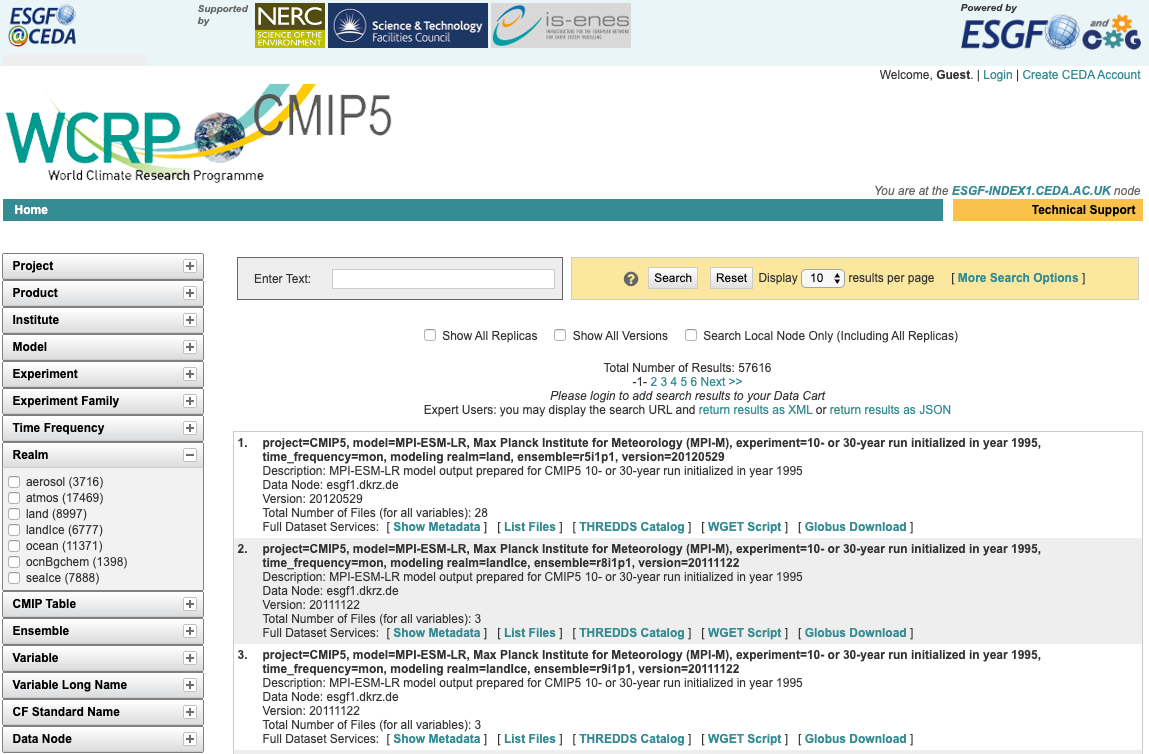 ESGF
@CEDA
Supported
by
NERC
SCIENCE OF THE
ENVIRONMENT
Science & Technology
Facilities Council
is-enes
INFRASTRUCTURE FOR THE EUROPEAN NETWORK
FOR EARTH SYSTEM MODELLING
Powered by
ESGF and COG
Welcome, Guest. | Login | Create CEDA Account
WCRP CMIP5
World Climate Research Programme
You are at the ESGF-INDEX1.CEDA.AC.UK node
Home
Technical Support
Project
Product
Institute
Model
Experiment
Experiment Family
Time Frequency
Realm
aerosol (3716)
atmos (17469)
land (8997)
landIce (6777)
ocean (11371)
ocnBgchem (1398)
seaIce (7888)
CMIP Table
Ensemble
Variable
Variable Long Name
CF Standard Name
Data Node
Enter Text:
? Search Reset Display 10 results per page [ More Search Options ]
Show All Replicas Show All Versions Search Local Node Only (Including All Replicas)
Total Number of Results: 57616
-1- 2 3 4 5 6 Next >>
Please login to add search results to your Data Cart
Expert Users: you may display the search URL and return results as XML or return results as JSON
1. project=CMIP5, model=MPI-ESM-LR, Max Planck Institute for Meteorology (MPI-M), experiment=10- or 30-year run initialized in year 1995,
time_frequency=mon, modeling realm=land, ensemble=r5i1p1, version=20120529
Description: MPI-ESM-LR model output prepared for CMIP5 10- or 30-year run initialized in year 1995
Data Node: esgf1.dkrz.de
Version: 20120529
Total Number of Files (for all variables): 28
Full Dataset Services: [ Show Metadata ] [ List Files ] [ THREDDS Catalog ] [ WGET Script ] [ Globus Download ]
2. project=CMIP5, model=MPI-ESM-LR, Max Planck Institute for Meteorology (MPI-M), experiment=10- or 30-year run initialized in year 1995,
time_frequency=mon, modeling realm=landIce, ensemble=r8i1p1, version=20111122
Description: MPI-ESM-LR model output prepared for CMIP5 10- or 30-year run initialized in year 1995
Data Node: esgf1.dkrz.de
Version: 20111122
Total Number of Files (for all variables): 3
Full Dataset Services: [ Show Metadata ] [ List Files ] [ THREDDS Catalog ] [ WGET Script ] [ Globus Download ]
3. project=CMIP5, model=MPI-ESM-LR, Max Planck Institute for Meteorology (MPI-M), experiment=10- or 30-year run initialized in year 1995,
time_frequency=mon, modeling realm=landIce, ensemble=r9i1p1, version=20111122
Description: MPI-ESM-LR model output prepared for CMIP5 10- or 30-year run initialized in year 1995
Data Node: esgf1.dkrz.de
Version: 20111122
Total Number of Files (for all variables): 3
Full Dataset Services: [ Show Metadata ] [ List Files ] [ THREDDS Catalog ] [ WGET Script ] [ Globus Download ]